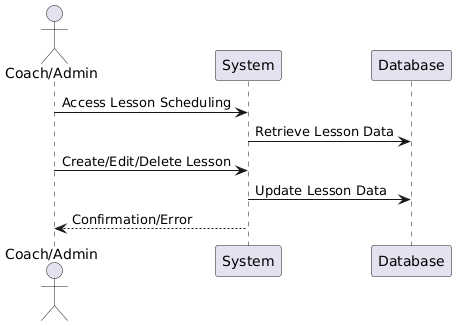 Coach/Admin
System
Database
Access Lesson Scheduling
Retrieve Lesson Data
Create/Edit/Delete Lesson
Update Lesson Data
Confirmation/Error
Coach/Admin
System
Database